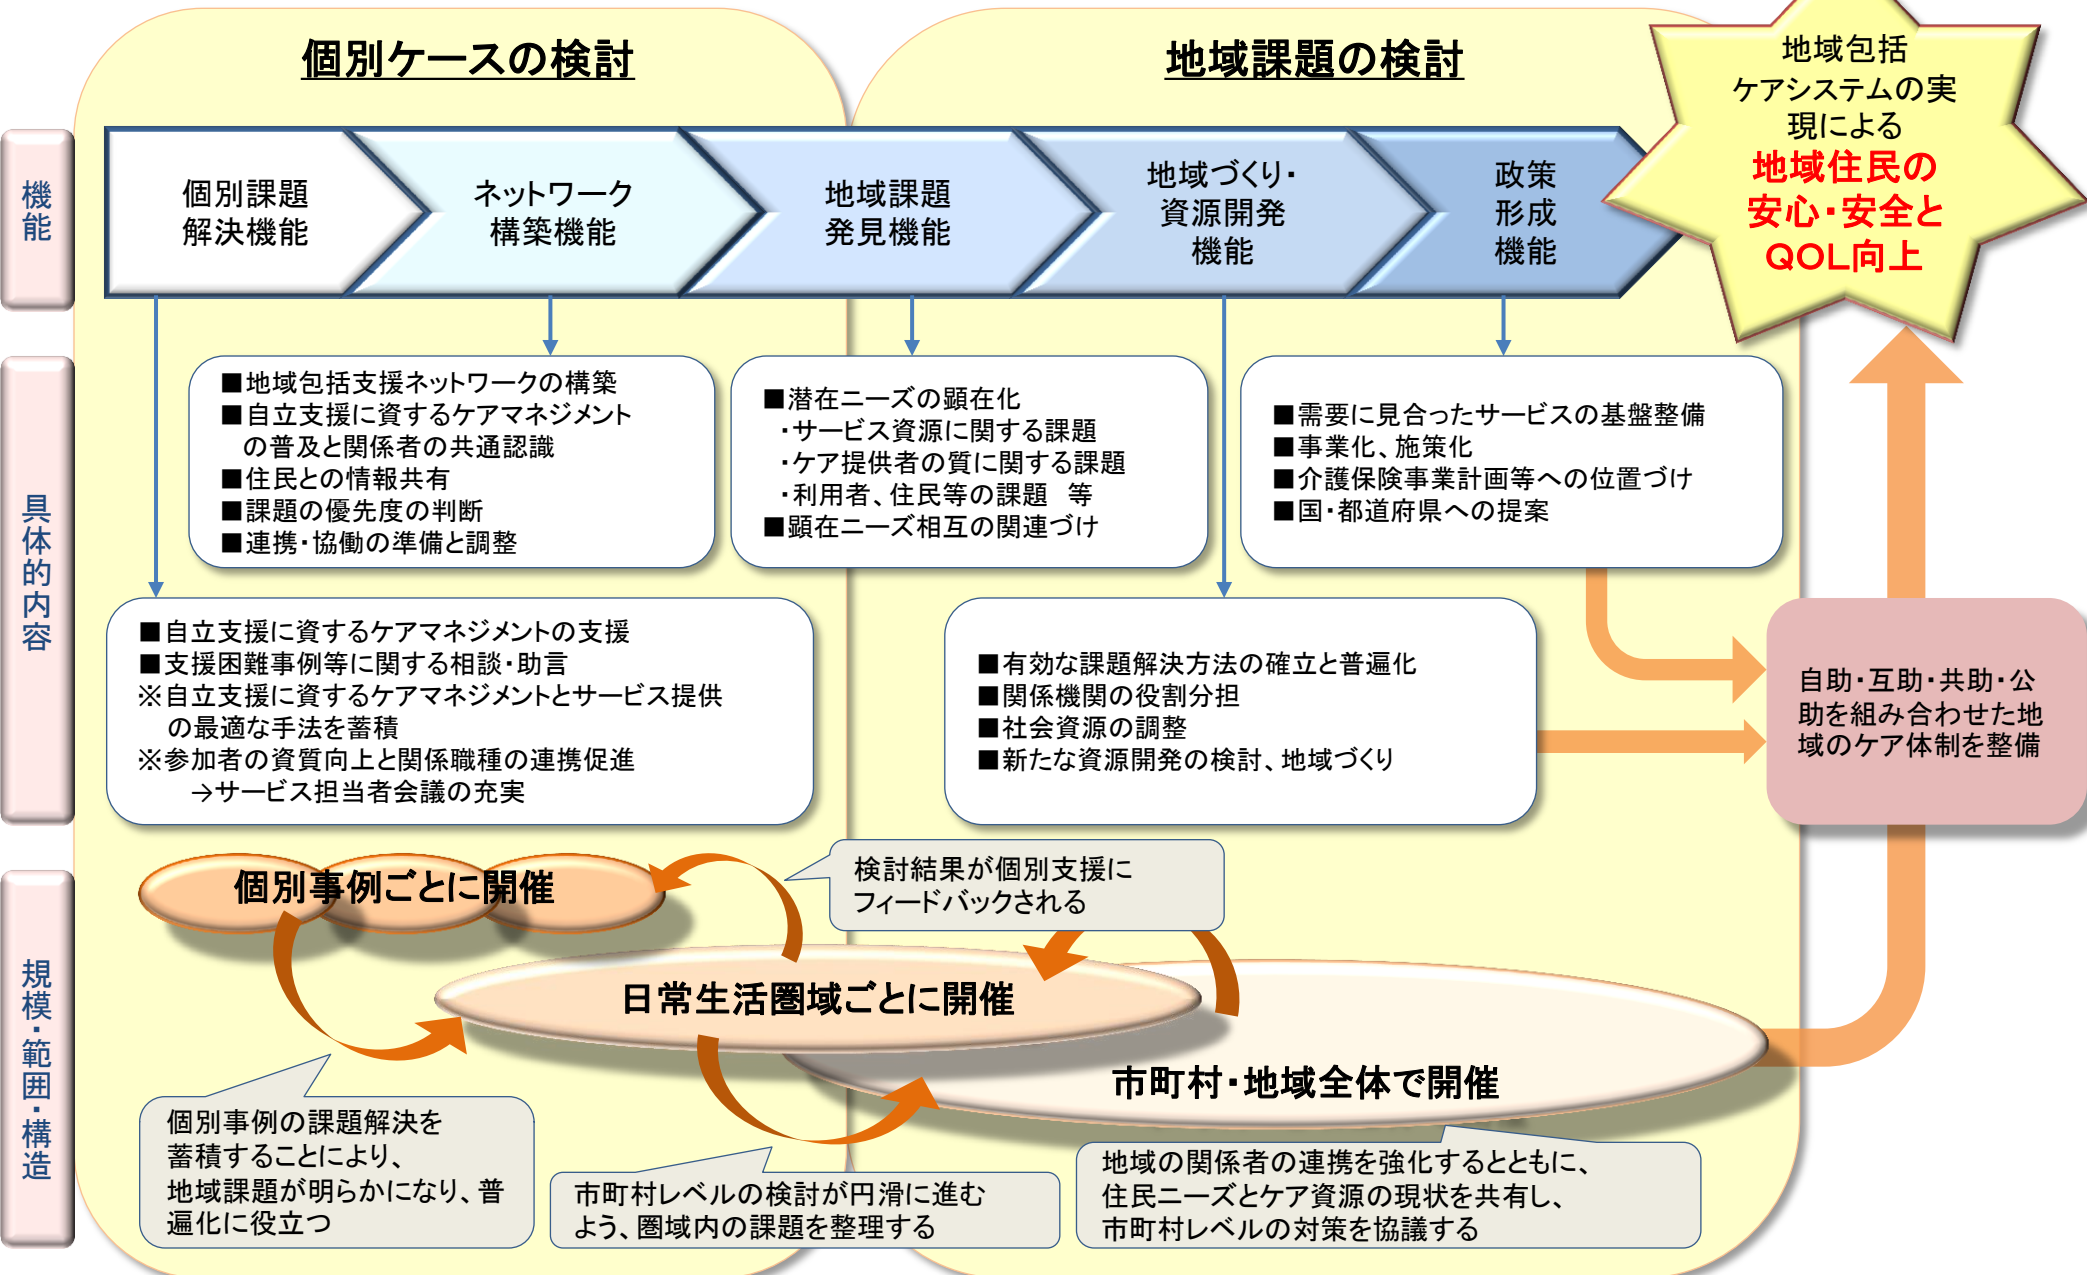 個別ケースの検討
地域課題の検討
地域包括
ケアシステムの実
現による
地域住民の
安心・安全と
QOL向上
機能
個別課題
解決機能
ネットワーク
構築機能
地域課題
発見機能
地域づくり・
資源開発
機能
政策
形成
機能
具体的内容
■地域包括支援ネットワークの構築
■自立支援に資するケアマネジメント
の普及と関係者の共通認識
■住民との情報共有
■課題の優先度の判断
■連携・協働の準備と調整
■潜在ニーズの顕在化
・サービス資源に関する課題
・ケア提供者の質に関する課題
・利用者、住民等の課題　等
■顕在ニーズ相互の関連づけ
■需要に見合ったサービスの基盤整備
■事業化、施策化
■介護保険事業計画等への位置づけ
■国・都道府県への提案
■自立支援に資するケアマネジメントの支援
■支援困難事例等に関する相談・助言
※自立支援に資するケアマネジメントとサービス提供
の最適な手法を蓄積
※参加者の資質向上と関係職種の連携促進
→サービス担当者会議の充実
■有効な課題解決方法の確立と普遍化
■関係機関の役割分担
■社会資源の調整
■新たな資源開発の検討、地域づくり
自助・互助・共助・公
助を組み合わせた地
域のケア体制を整備
規模・範囲・構造
個別事例ごとに開催
検討結果が個別支援に
フィードバックされる
日常生活圏域ごとに開催
市町村・地域全体で開催
個別事例の課題解決を
蓄積することにより、
地域課題が明らかになり、普
遍化に役立つ
市町村レベルの検討が円滑に進む
よう、圏域内の課題を整理する
地域の関係者の連携を強化するとともに、
住民ニーズとケア資源の現状を共有し、
市町村レベルの対策を協議する